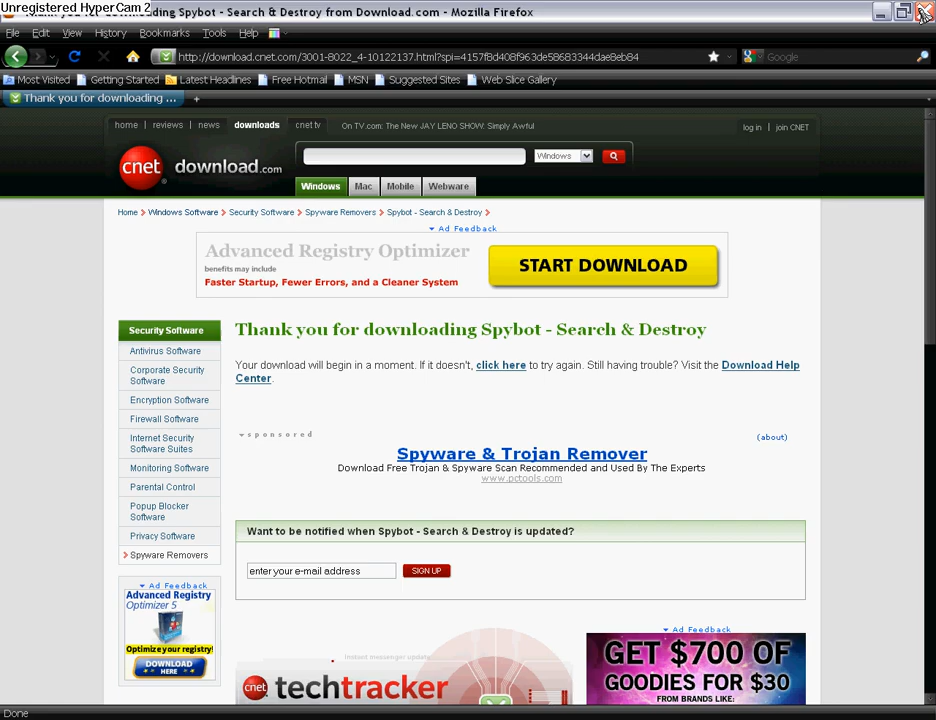 Unregistered HyperCam 2
Thank you for downloading Spybot - Search & Destroy from Download.com - Mozilla Firefox
File Edit View History Bookmarks Tools Help
http://download.cnet.com/3001-8022_4-10122137.html?spi=4157f8d408f963de58683344dae8eb84
Google
Most Visited Getting Started Latest Headlines Free Hotmail MSN Suggested Sites Web Slice Gallery
Thank you for downloading ...
home | reviews | news downloads cnet tv On TV.com: The New JAY LENO SHOW: Simply Awful
log in | join CNET
cnet download.com
Windows
Windows Mac Mobile Webware
Home > Windows Software > Security Software > Spyware Removers > Spybot - Search & Destroy >
Ad Feedback
Advanced Registry Optimizer
benefits may include
Faster Startup, Fewer Errors, and a Cleaner System
START DOWNLOAD
Security Software
Antivirus Software
Corporate Security
Software
Encryption Software
Firewall Software
Internet Security
Software Suites
Monitoring Software
Parental Control
Popup Blocker
Software
Privacy Software
Spyware Removers
Ad Feedback
Advanced Registry
Optimizer 5
Optimize your registry!
DOWNLOAD
HERE
Thank you for downloading Spybot - Search & Destroy
Your download will begin in a moment. If it doesn't, click here to try again. Still having trouble? Visit the Download Help
Center.
sponsored
(about)
Spyware & Trojan Remover
Download Free Trojan & Spyware Scan Recommended and Used By The Experts
www.pctools.com
Want to be notified when Spybot - Search & Destroy is updated?
enter your e-mail address
SIGN UP
Instant messenger update
cnet techtracker
Ad Feedback
GET $700 OF
GOODIES FOR $30
FROM BRANDS LIKE:
Done